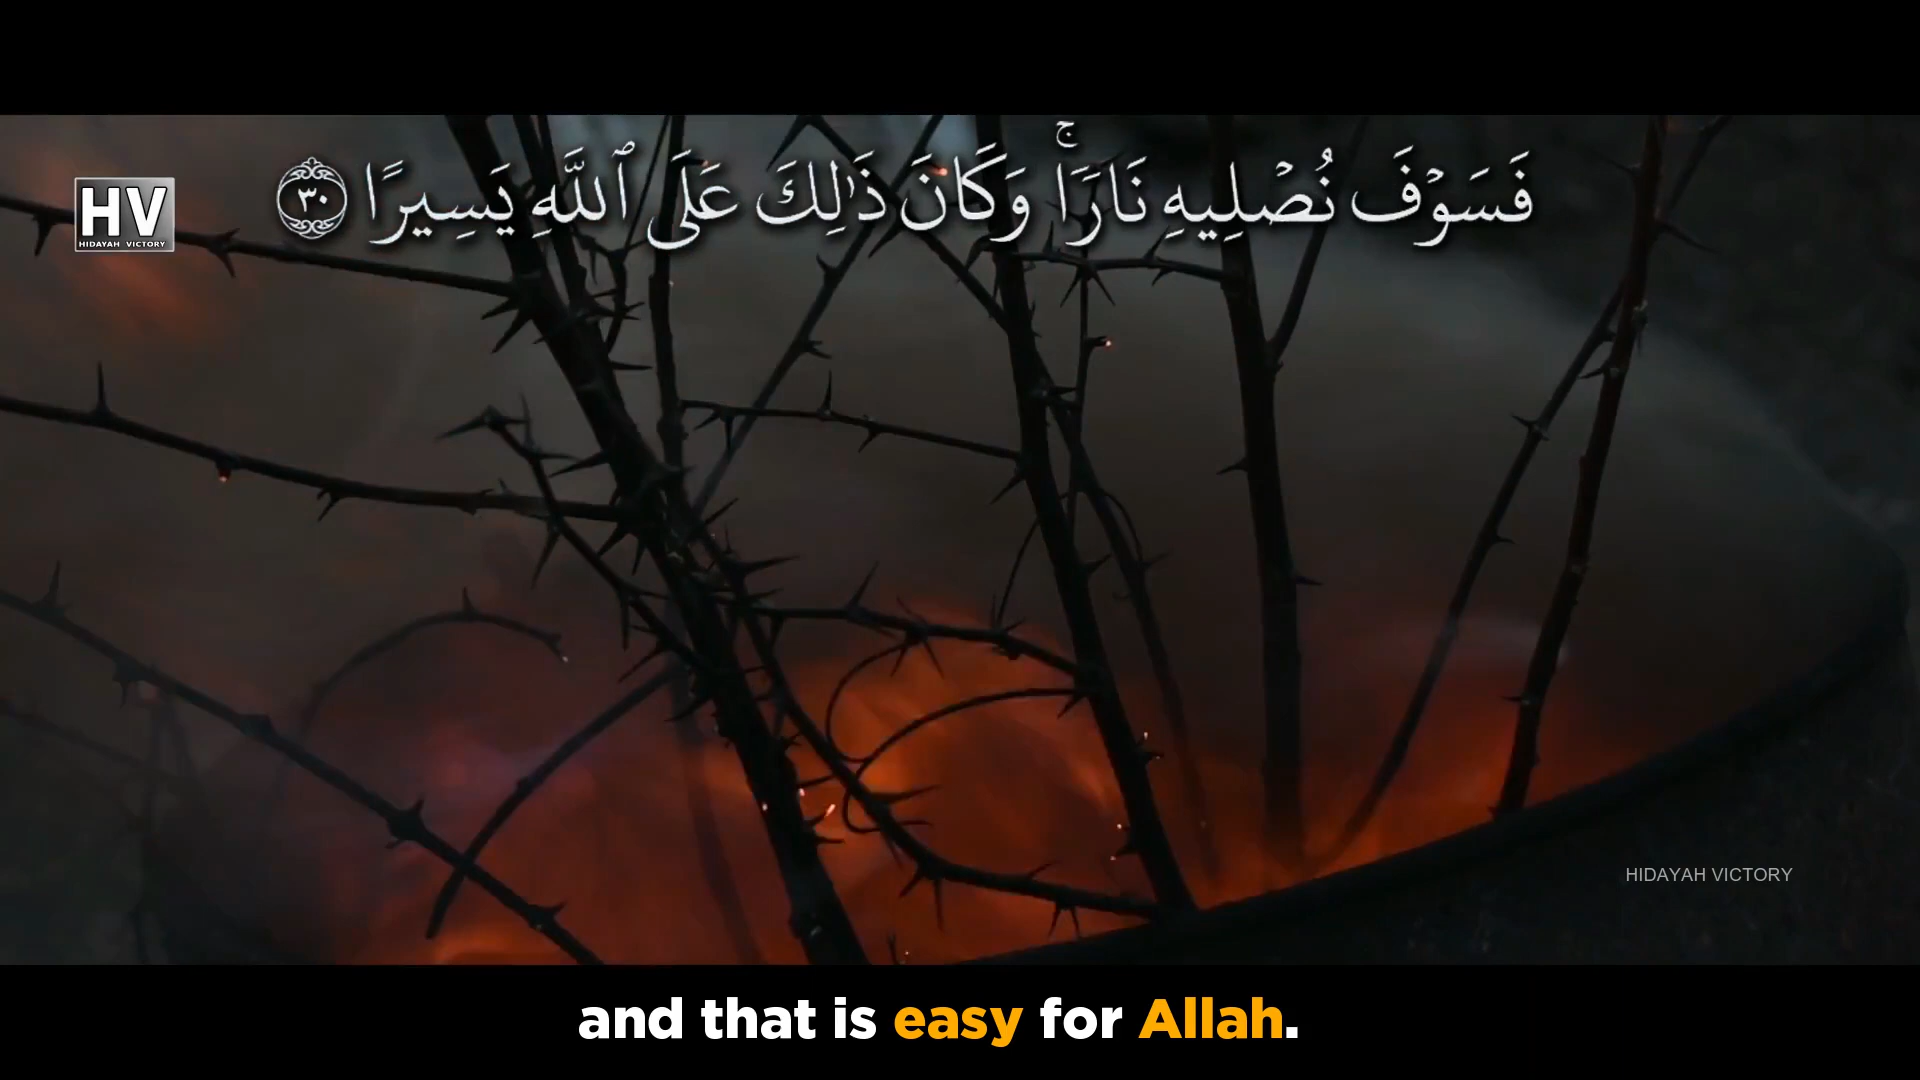 فَسَوْفَ نُصْلِيهِ نَارًا ۚ وَكَانَ ذَٰلِكَ عَلَى ٱللَّهِ يَسِيرًا ٣٠
HV
HIDAYAH VICTORY
HIDAYAH VICTORY
and that is easy for Allah.